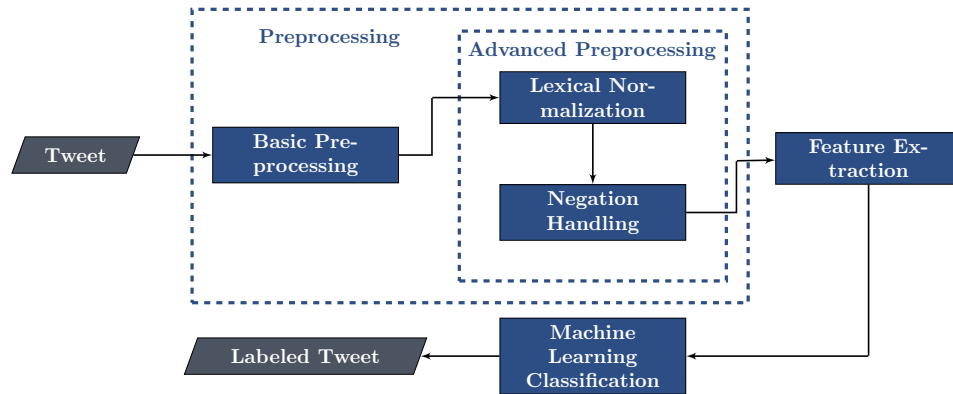 Preprocessing
Advanced Preprocessing
Lexical Nor-
malization
Tweet
Basic Pre-
processing
Feature Ex-
traction
Negation
Handling
Machine
Learning
Classification
Labeled Tweet